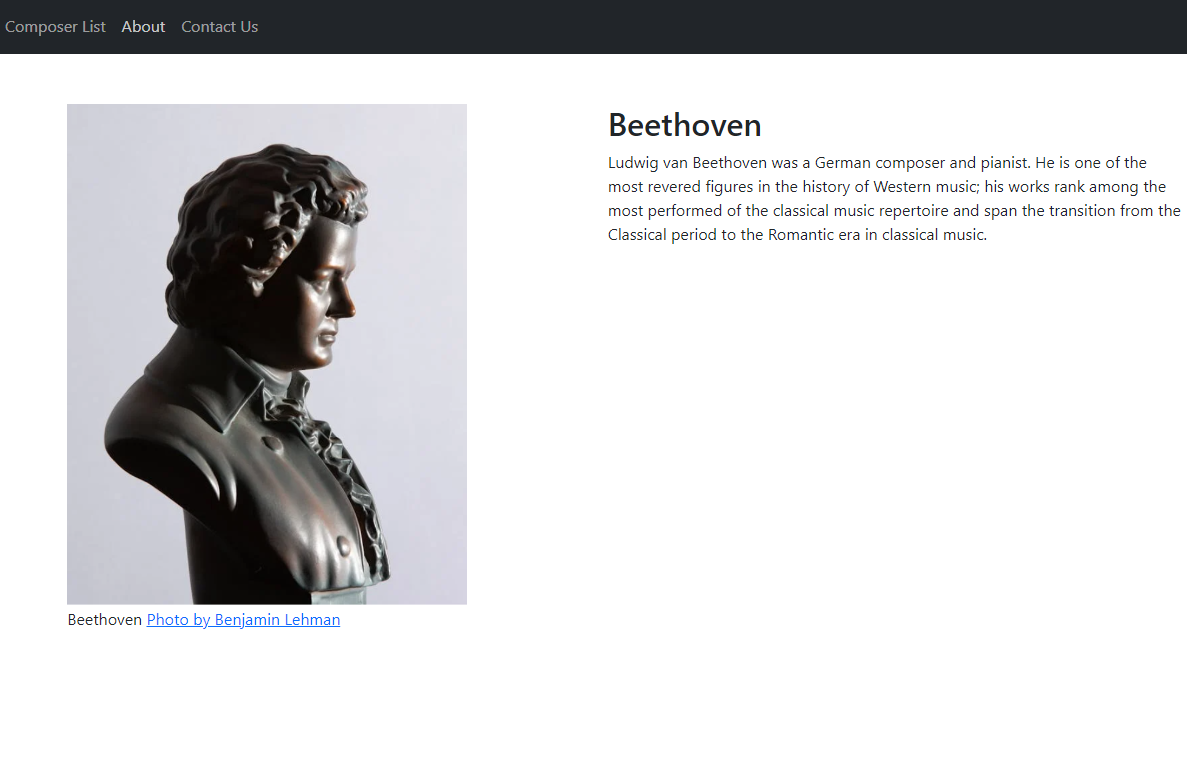 Composer List About Contact Us
Beethoven
Ludwig van Beethoven was a German composer and pianist. He is one of the
most revered figures in the history of Western music; his works rank among the
most performed of the classical music repertoire and span the transition from the
Classical period to the Romantic era in classical music.
Beethoven Photo by Benjamin Lehman